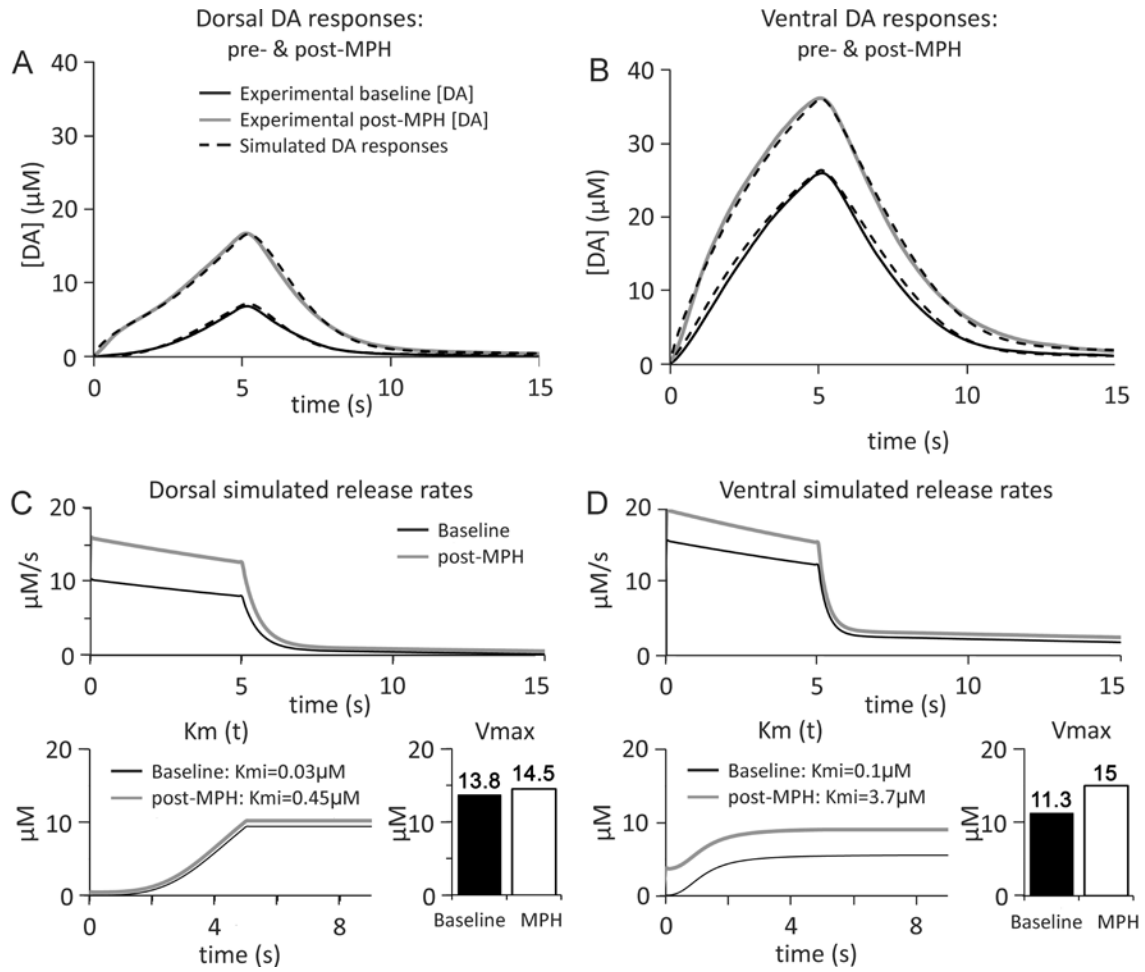 Dorsal DA responses:
pre- & post-MPH
A
40
30
20
10
0
[DA] (μM)
Experimental baseline [DA]
Experimental post-MPH [DA]
Simulated DA responses
0 5 10 15
time (s)
Ventral DA responses:
pre- & post-MPH
B
40
30
20
10
0
[DA] (μM)
0 5 10 15
time (s)
C
Dorsal simulated release rates
20
10
0
μM/s
Baseline
post-MPH
0 5 10 15
time (s)
Km (t)
20
10
0
μM
Baseline: Kmi=0.03μM
post-MPH: Kmi=0.45μM
0 4 8
time (s)
Vmax
20
10
0
13.8 14.5
Baseline MPH
D
Ventral simulated release rates
20
10
0
μM/s
0 5 10 15
time (s)
Km (t)
20
10
0
μM
Baseline: Kmi=0.1μM
post-MPH: Kmi=3.7μM
0 4 8
time (s)
Vmax
20
10
0
11.3 15
Baseline MPH